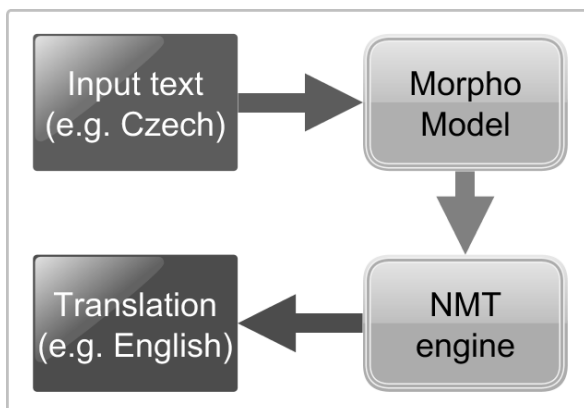 Input text
(e.g. Czech)
Morpho
Model
NMT
engine
Translation
(e.g. English)